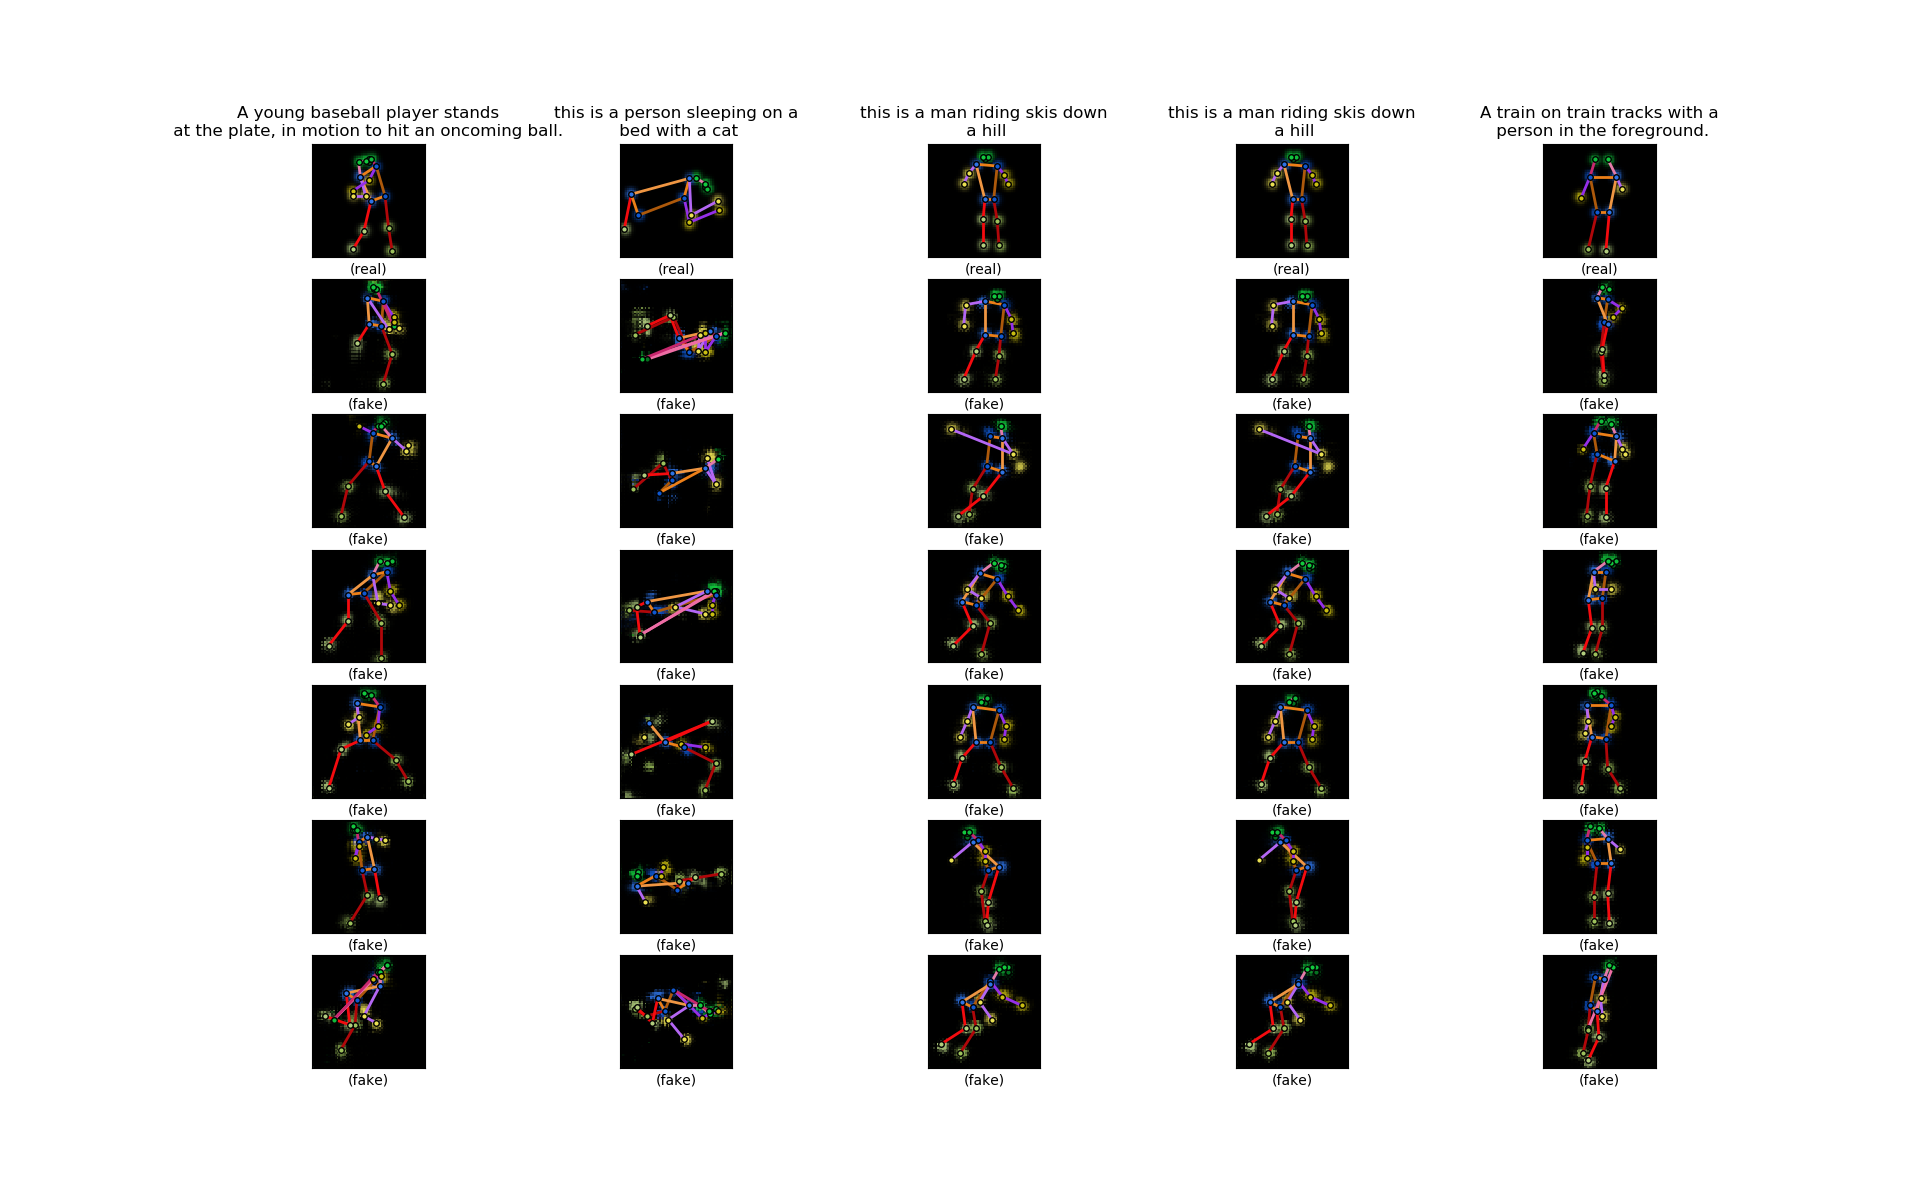 A young baseball player stands
at the plate, in motion to hit an oncoming ball.
this is a person sleeping on a
bed with a cat
this is a man riding skis down
a hill
this is a man riding skis down
a hill
A train on train tracks with a
person in the foreground.
(real) (real) (real) (real) (real)
(fake) (fake) (fake) (fake) (fake)
(fake) (fake) (fake) (fake) (fake)
(fake) (fake) (fake) (fake) (fake)
(fake) (fake) (fake) (fake) (fake)
(fake) (fake) (fake) (fake) (fake)
(fake) (fake) (fake) (fake) (fake)